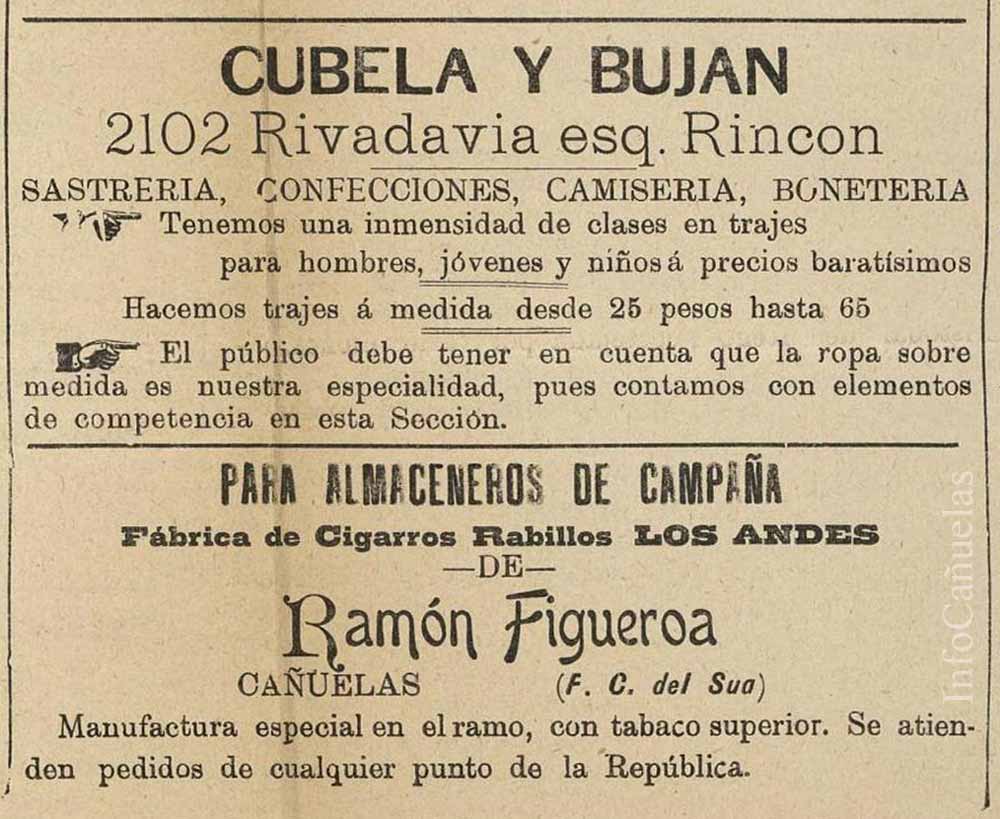 CUBELA Y BUJAN
2102 Rivadavia esq. Rincon
SASTRERIA, CONFECCIONES, CAMISERIA, BONETERIA
Tenemos una inmensidad de clases en trajes
para hombres, jóvenes y niños á precios baratísimos
Hacemos trajes á medida desde 25 pesos hasta 65
El público debe tener en cuenta que la ropa sobre
medida es nuestra especialidad, pues contamos con elementos
de competencia en esta Sección.
PARA ALMACENEROS DE CAMPAÑA
Fábrica de Cigarros Rabillos LOS ANDES
—DE—
Ramón Figueroa
CAÑUELAS (F. C. del Sua)
Manufactura especial en el ramo, con tabaco superior. Se atien-
den pedidos de cualquier punto de la República.
InfoCañuelas